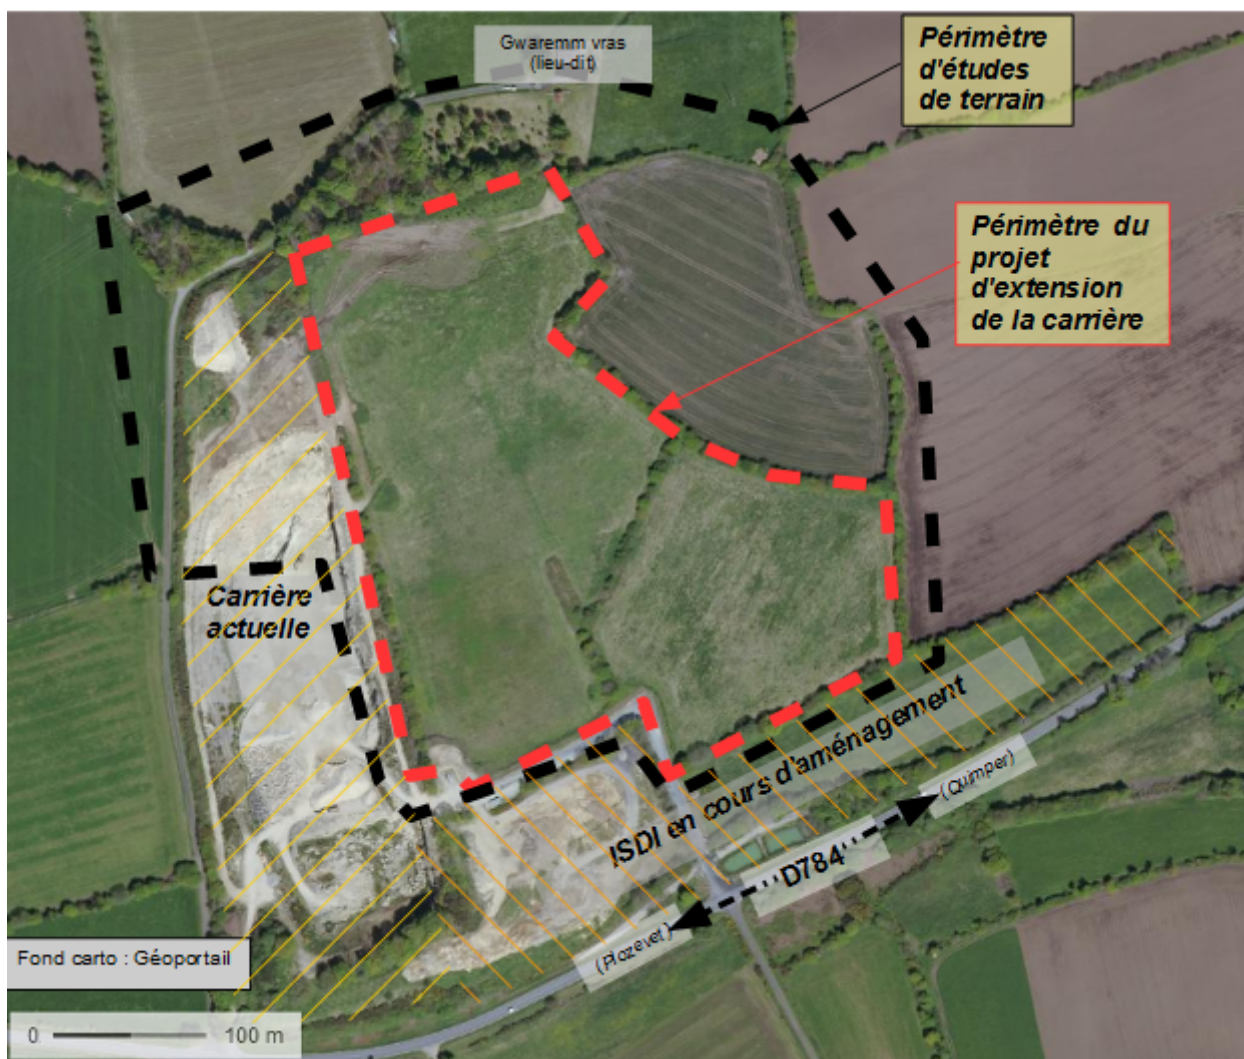 Gwaremm vras
(lieu-dit)
Périmètre
d'études
de terrain
Périmètre du
projet
d'extension
de la carrière
Carrière
actuelle
ISDI en cours d'aménagement
(Quimper)
D784
(Plozevet)
Fond carto : Géoportail
0 100 m